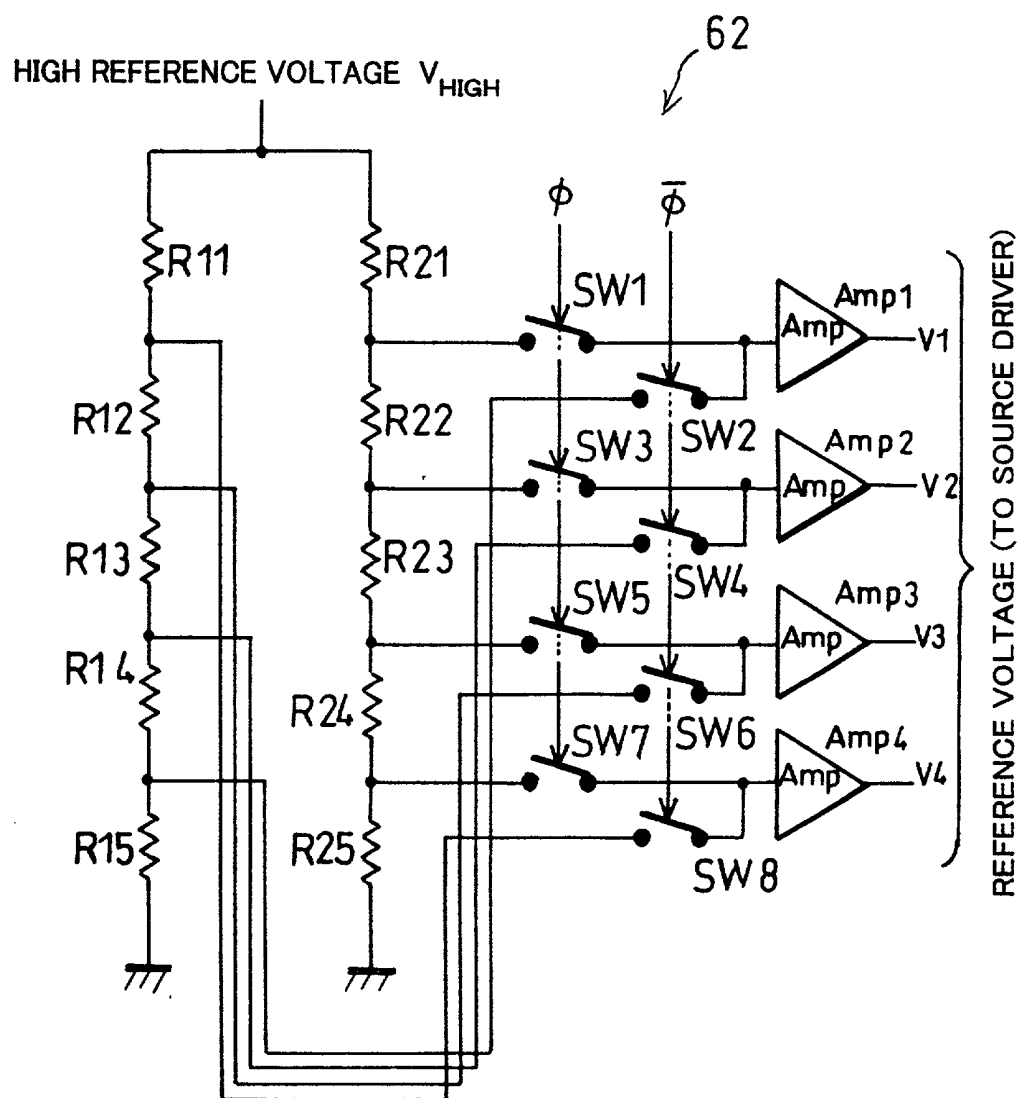 62
HIGH REFERENCE VOLTAGE V_HIGH
ϕ
ϕ̅
R11
R21
SW1
Amp
Amp1
V1
R12
R22
SW2
SW3
Amp
Amp2
V2
R13
R23
SW4
SW5
Amp
Amp3
V3
R14
R24
SW6
SW7
Amp
Amp4
V4
R15
R25
SW8
REFERENCE VOLTAGE (TO SOURCE DRIVER)